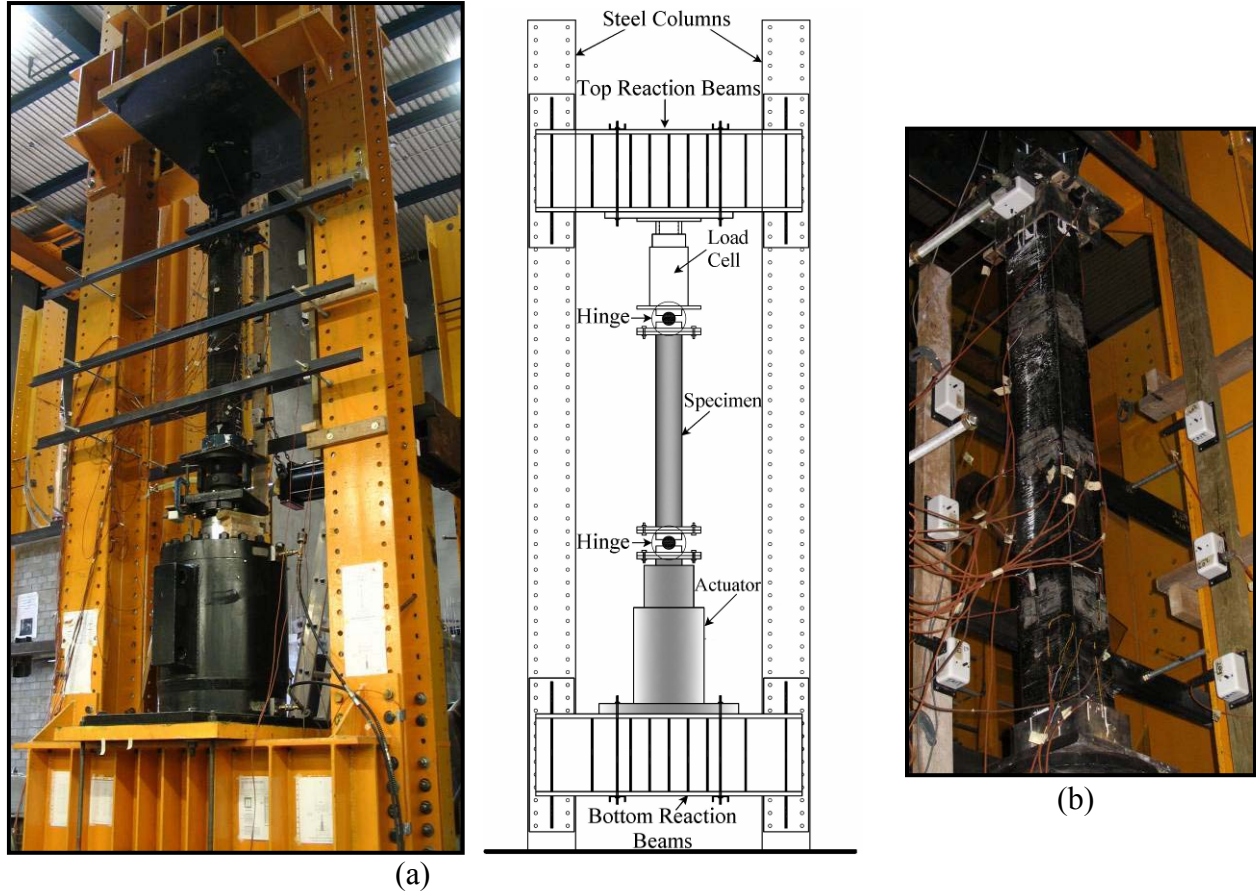 Steel Columns
Top Reaction Beams
Load
Cell
Hinge
Specimen
Hinge
Actuator
Bottom Reaction
Beams
(a)
(b)